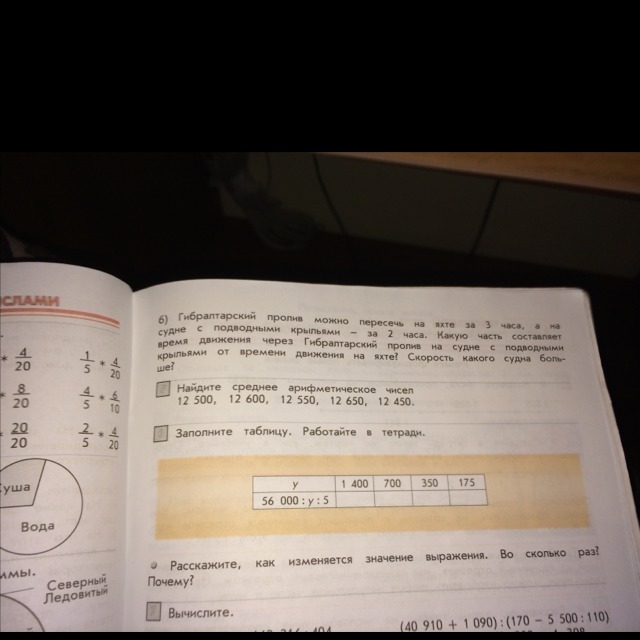 СЛАМИ
* 4/20
1/5 * 4/20
* 8/20
4/5 * 6/10
* 20/20
2/5 * 4/20
Суша
Вода
ммы.
Северный
Ледовитый
б) Гибралтарский пролив можно пересечь на яхте за 3 часа, а на
судне с подводными крыльями – за 2 часа. Какую часть составляет
время движения через Гибралтарский пролив на судне с подводными
крыльями от времени движения на яхте? Скорость какого судна боль-
ше?
Найдите среднее арифметическое чисел
12 500, 12 600, 12 550, 12 650, 12 450.
Заполните таблицу. Работайте в тетради.
y 1 400 700 350 175
56 000 : y : 5
Расскажите, как изменяется значение выражения. Во сколько раз?
Почему?
Вычислите.
(40 910 + 1 090) : (170 – 5 500 : 110)